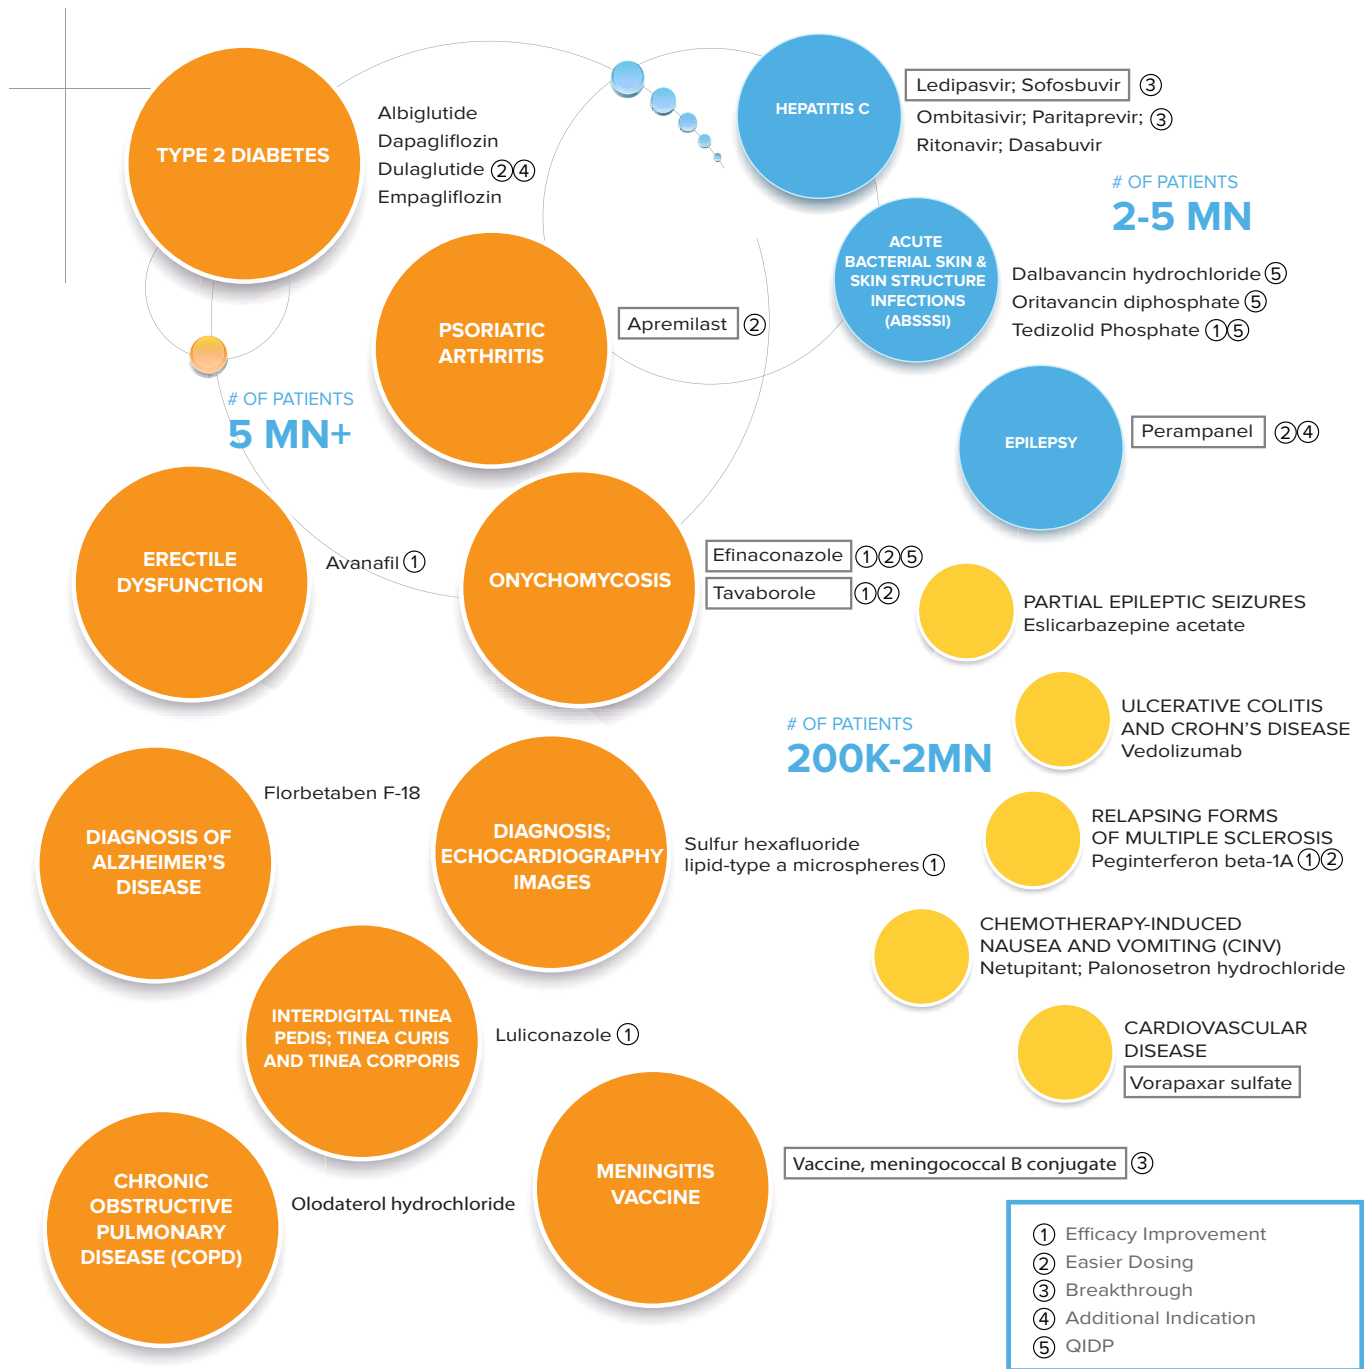 TYPE 2 DIABETES
Albiglutide
Dapagliflozin
Dulaglutide ②④
Empagliflozin
HEPATITIS C
Ledipasvir; Sofosbuvir ③
Ombitasivir; Paritaprevir; ③
Ritonavir; Dasabuvir
# OF PATIENTS
2-5 MN
ACUTE
BACTERIAL SKIN &
SKIN STRUCTURE
INFECTIONS
(ABSSSI)
Dalbavancin hydrochloride ⑤
Oritavancin diphosphate ⑤
Tedizolid Phosphate ①⑤
PSORIATIC
ARTHRITIS
Apremilast ②
# OF PATIENTS
5 MN+
EPILEPSY
Perampanel ②④
ERECTILE
DYSFUNCTION
Avanafil ①
ONYCHOMYCOSIS
Efinaconazole ①②⑤
Tavaborole ①②
PARTIAL EPILEPTIC SEIZURES
Eslicarbazepine acetate
# OF PATIENTS
200K-2MN
ULCERATIVE COLITIS
AND CROHN'S DISEASE
Vedolizumab
DIAGNOSIS OF
ALZHEIMER'S
DISEASE
Florbetaben F-18
DIAGNOSIS;
ECHOCARDIOGRAPHY
IMAGES
Sulfur hexafluoride
lipid-type a microspheres ①
RELAPSING FORMS
OF MULTIPLE SCLEROSIS
Peginterferon beta-1A ①②
CHEMOTHERAPY-INDUCED
NAUSEA AND VOMITING (CINV)
Netupitant; Palonosetron hydrochloride
INTERDIGITAL TINEA
PEDIS; TINEA CURIS
AND TINEA CORPORIS
Luliconazole ①
CARDIOVASCULAR
DISEASE
Vorapaxar sulfate
CHRONIC
OBSTRUCTIVE
PULMONARY
DISEASE (COPD)
Olodaterol hydrochloride
MENINGITIS
VACCINE
Vaccine, meningococcal B conjugate ③
① Efficacy Improvement
② Easier Dosing
③ Breakthrough
④ Additional Indication
⑤ QIDP